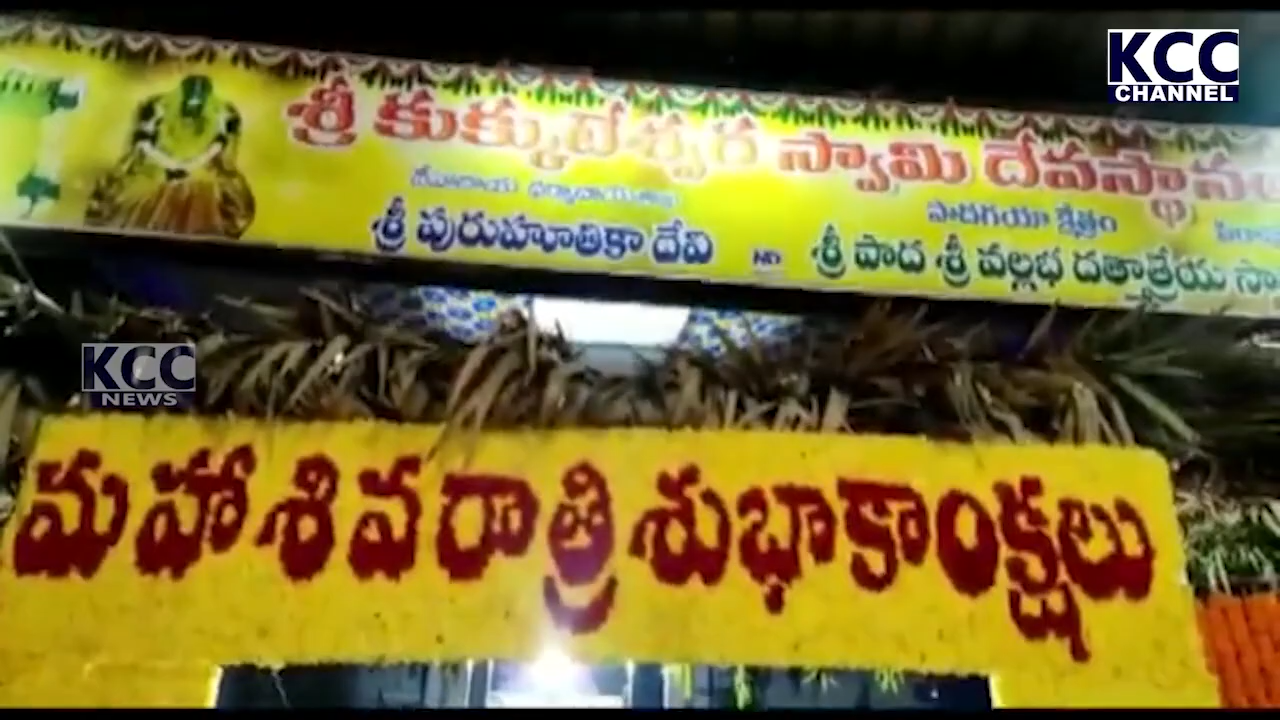 KCC
CHANNEL
శ్రీ కుక్కుటేశ్వర స్వామి దేవస్థాన
పాదగయా క్షేత్రం
శ్రీ పురుహూతికా దేవి
శ్రీ పాద శ్రీ వల్లభ దత్తాత్రేయ
KCC
NEWS
మహాశివరాత్రి శుభాకాంక్షలు